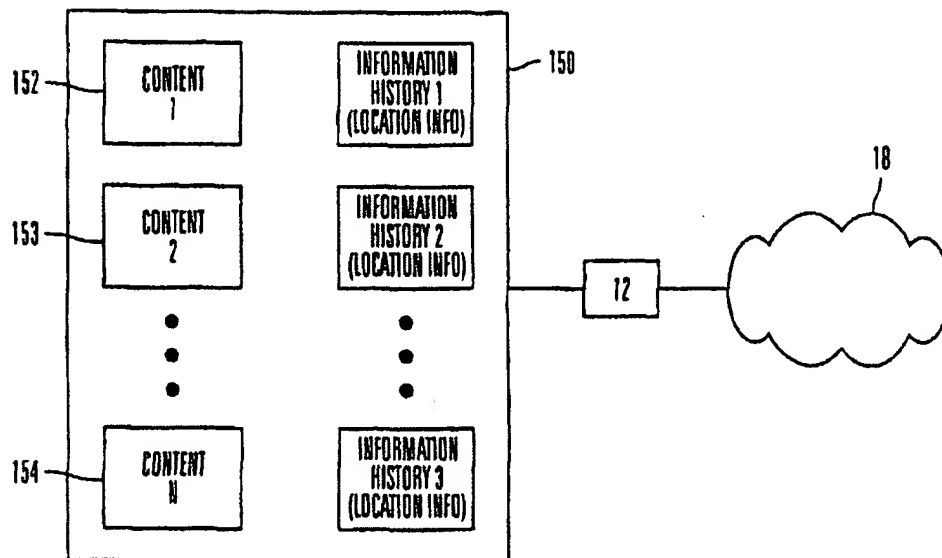 152
CONTENT
1
INFORMATION
HISTORY 1
(LOCATION INFO)
150
153
CONTENT
2
INFORMATION
HISTORY 2
(LOCATION INFO)
12
18
154
CONTENT
N
INFORMATION
HISTORY 3
(LOCATION INFO)